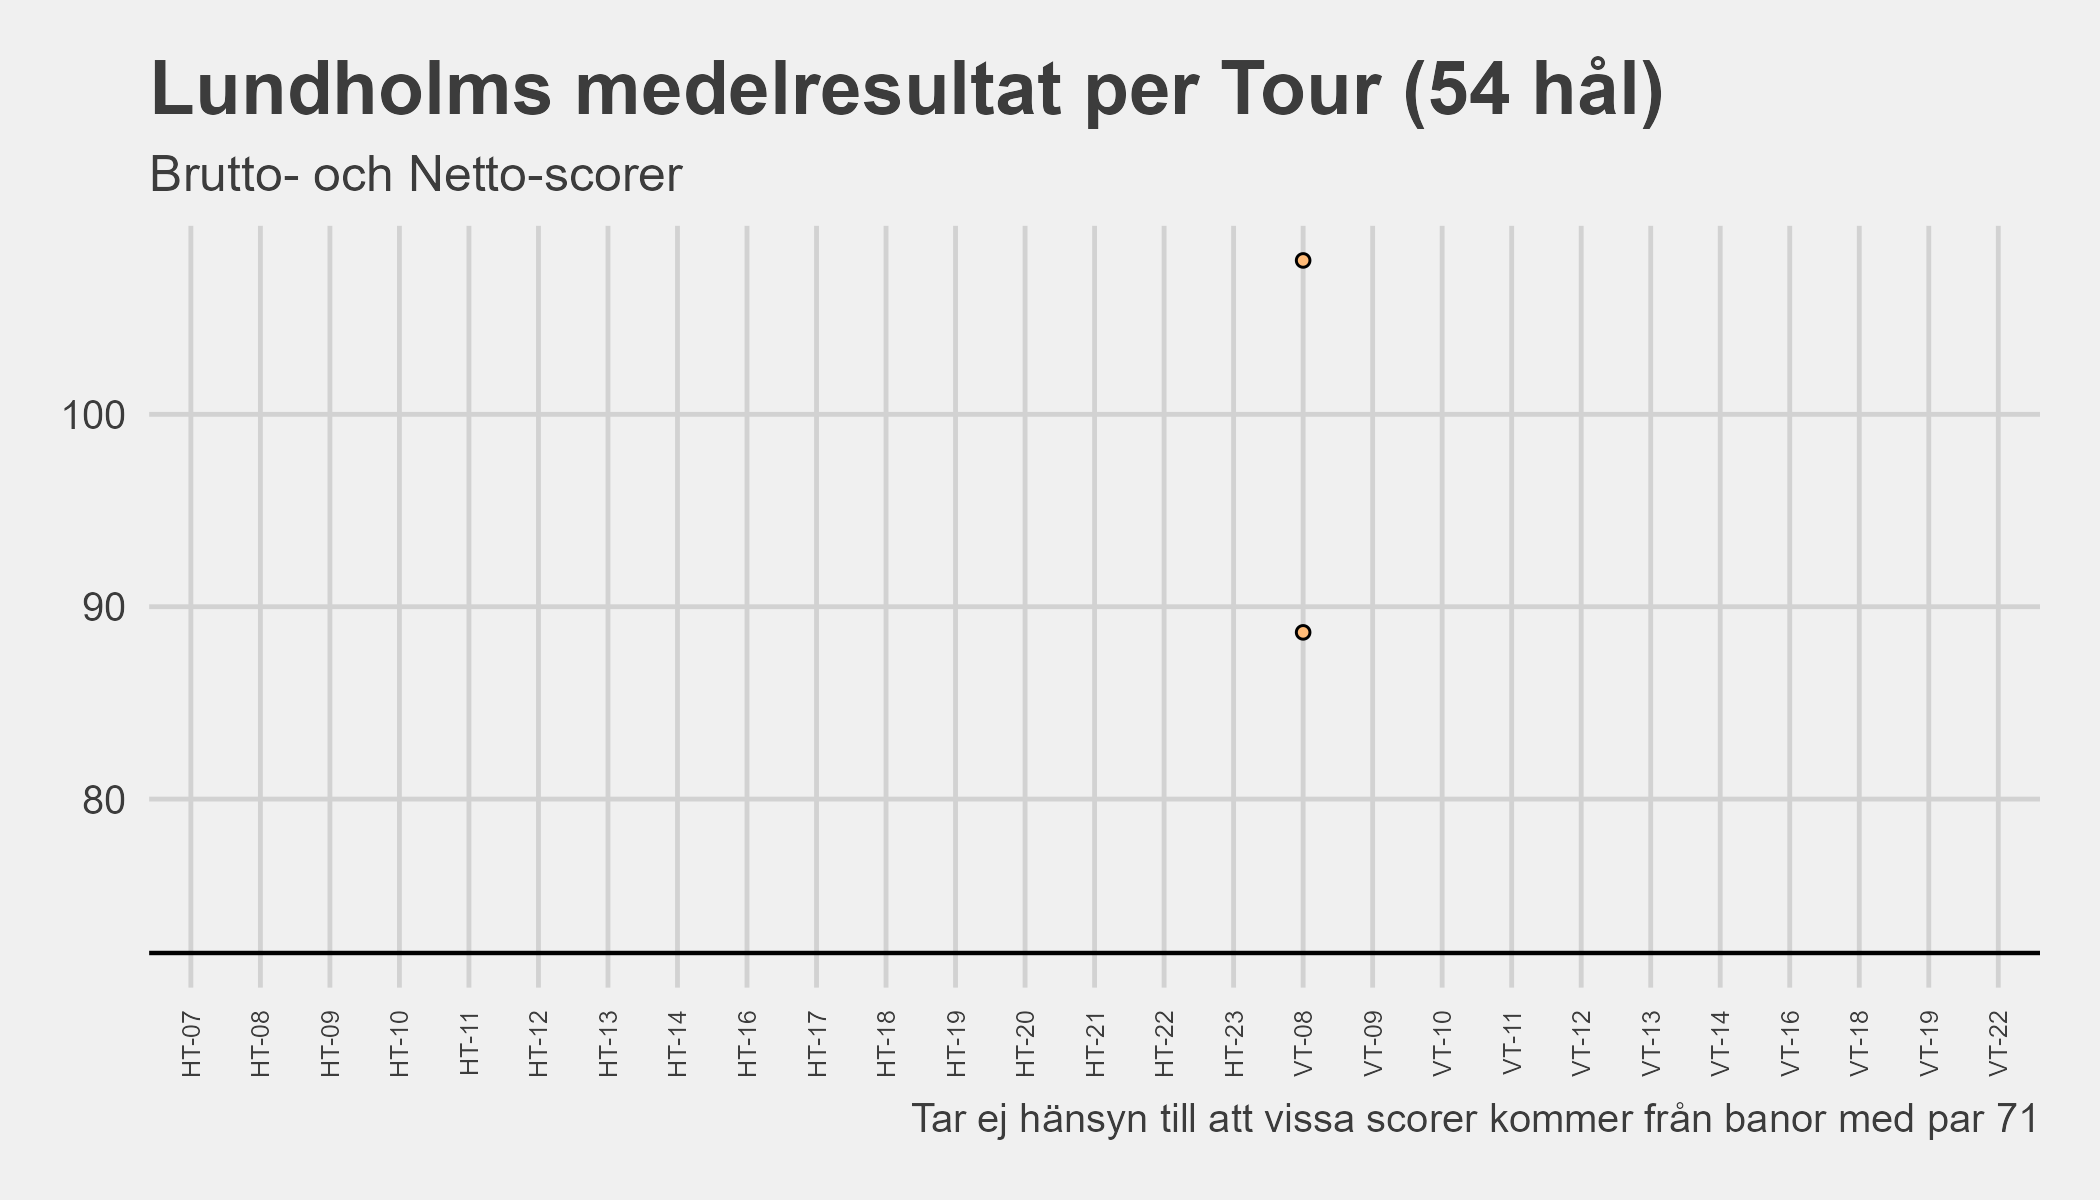 Lundholms medelresultat per Tour (54 hål)
Brutto- och Netto-scorer
100
90
80
HT-07
HT-08
HT-09
HT-10
HT-11
HT-12
HT-13
HT-14
HT-16
HT-17
HT-18
HT-19
HT-20
HT-21
HT-22
HT-23
VT-08
VT-09
VT-10
VT-11
VT-12
VT-13
VT-14
VT-16
VT-18
VT-19
VT-22
Tar ej hänsyn till att vissa scorer kommer från banor med par 71